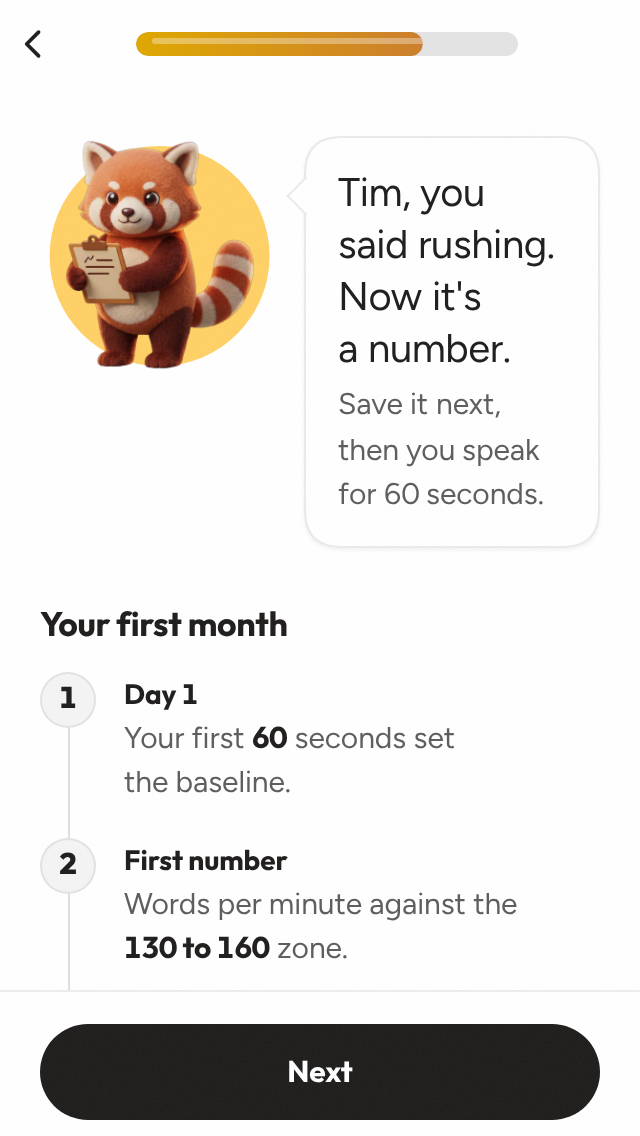 Tim, you
said rushing.
Now it's
a number.
Save it next,
then you speak
for 60 seconds.
Your first month
1
Day 1
Your first 60 seconds set
the baseline.
2
First number
Words per minute against the
130 to 160 zone.
Next